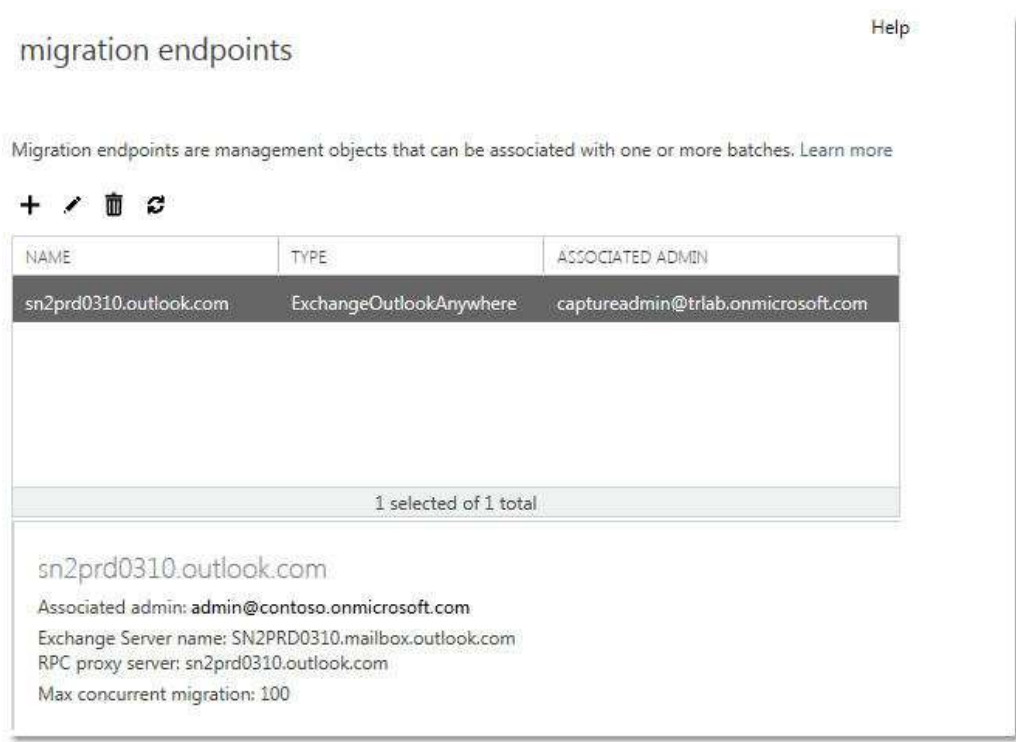 Help
migration endpoints
Migration endpoints are management objects that can be associated with one or more batches. Learn more
NAME TYPE ASSOCIATED ADMIN
sn2prd0310.outlook.com ExchangeOutlookAnywhere captureadmin@trlab.onmicrosoft.com
1 selected of 1 total
sn2prd0310.outlook.com
Associated admin: admin@contoso.onmicrosoft.com
Exchange Server name: SN2PRD0310.mailbox.outlook.com
RPC proxy server: sn2prd0310.outlook.com
Max concurrent migration: 100